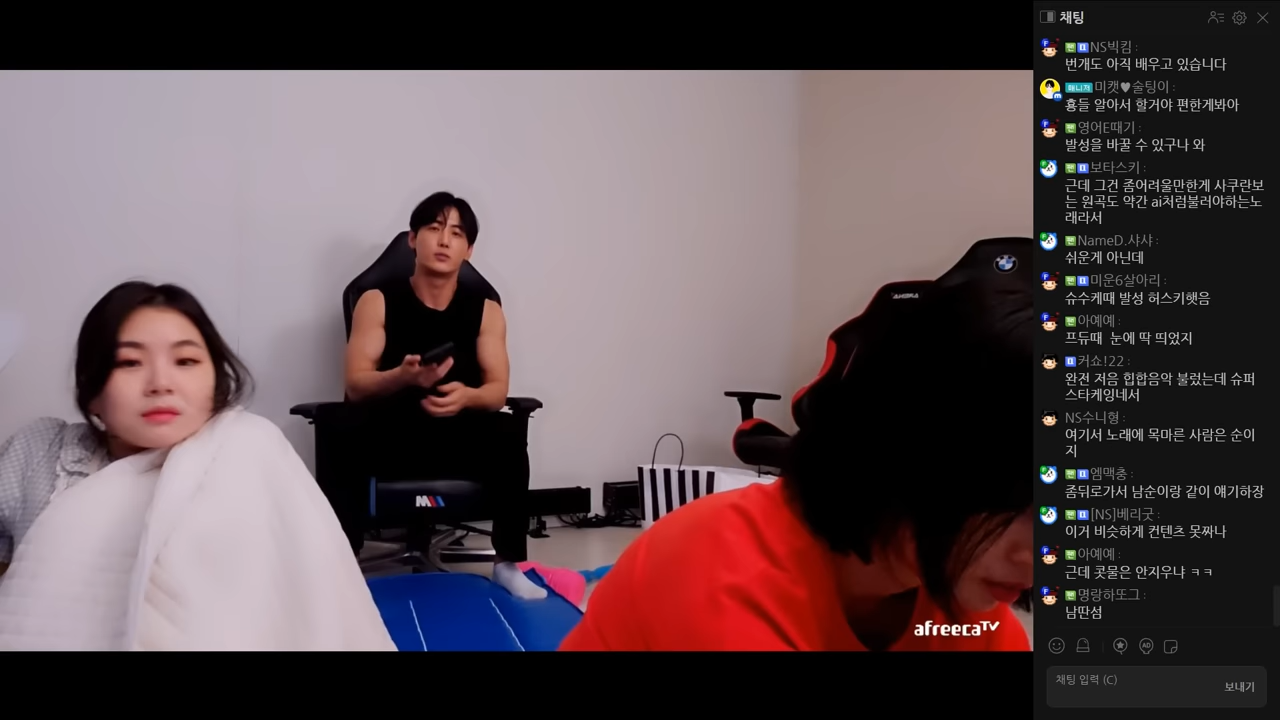 채팅
NS빅킴 :
번개도 아직 배우고 있습니다
매니저 미캣♥술팅이 :
흉들 알아서 할거야 편한게봐아
영어E때기 :
발성을 바꿀 수 있구나 와
보타스키 :
근데 그건 좀어려울만한게 사쿠란보
는 원곡도 약간 ai처럼불러야하는노
래라서
NameD.샤샤 :
쉬운게 아닌데
미운6살아리 :
슈수케때 발성 허스키햇음
아예예 :
프듀때 눈에 딱 띄었지
커쇼!22 :
완전 저음 힙합음악 불렀는데 슈퍼
스타케잉네서
NS수니형 :
여기서 노래에 목마른 사람은 순이
지
엠맥충 :
좀뒤로가서 남순이랑 같이 얘기하장
[NS]베리굿 :
이거 비슷하게 컨텐츠 못짜나
아예예 :
근데 콧물은 안지우냐 ㅋㅋ
명랑하또그 :
남딴섬
채팅 입력 (C)
보내기
BMW
M
afreecaTV